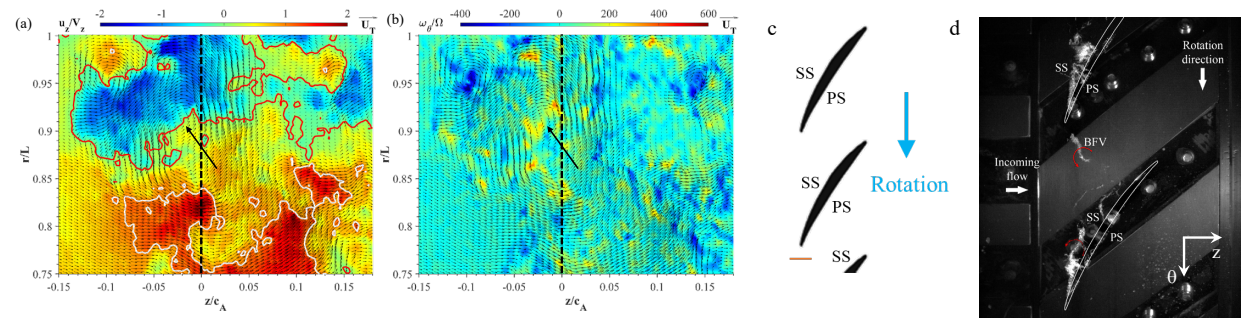 (a)
u_z/V_z
-2 -1 0 1 2
U_T
r/L
1
0.95
0.9
0.85
0.8
0.75
-0.15 -0.1 -0.05 0 0.05 0.1 0.15
z/c_A
(b)
ω_θ/Ω
-400 -200 0 200 400 600
U_T
r/L
1
0.95
0.9
0.85
0.8
0.75
-0.15 -0.1 -0.05 0 0.05 0.1 0.15
z/c_A
c
SS
PS
SS
PS
SS
Rotation
d
SS
PS
Rotation
direction
BFV
Incoming
flow
SS
PS
θ
z